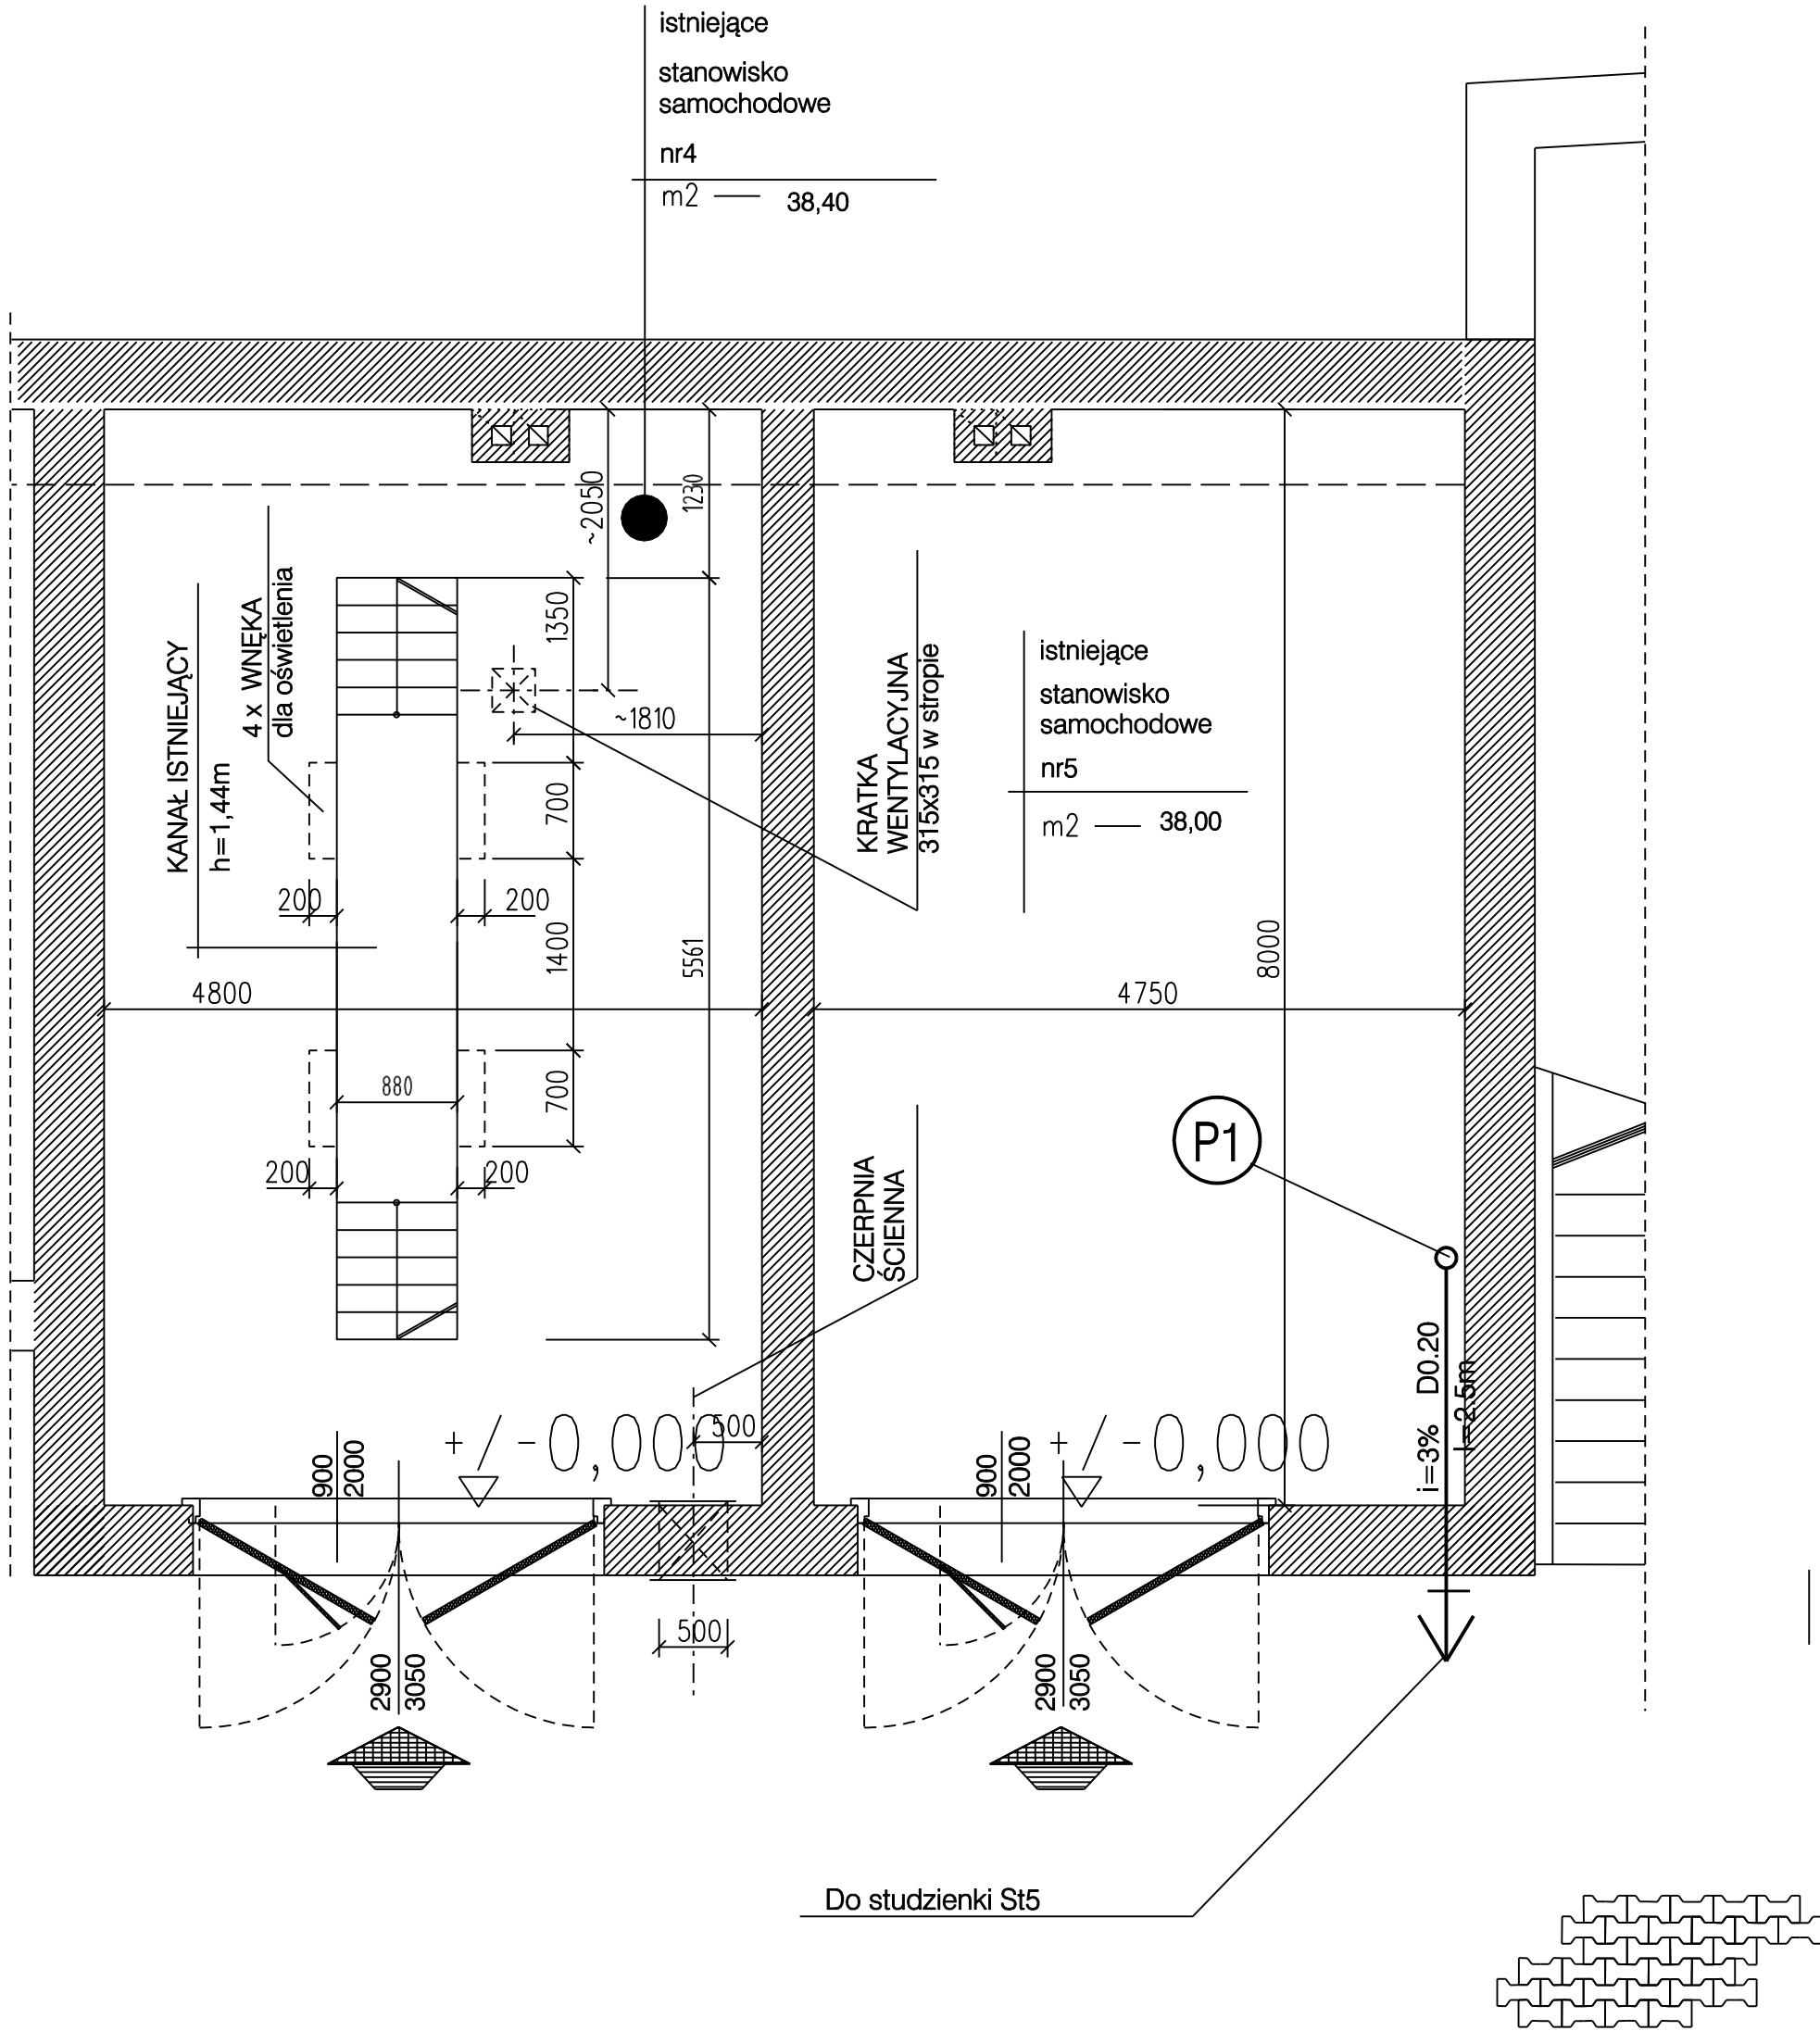 istniejące
stanowisko
samochodowe
nr4
m2 — 38,40
~2050
1230
KANAŁ ISTNIEJĄCY
h=1,44m
4 x WNĘKA
dla oświetlenia
1350
~1810
KRATKA
WENTYLACYJNA
315x315 w stropie
istniejące
stanowisko
samochodowe
nr5
m2 — 38,00
700
200
200
1400
5561
8000
4800
4750
880
700
200
200
CZERPNIA
ŚCIENNA
P1
i=3% D0.20
l=2.5m
+/-0,000
500
+/-0,000
900
2000
900
2000
500
2900
3050
2900
3050
Do studzienki St5